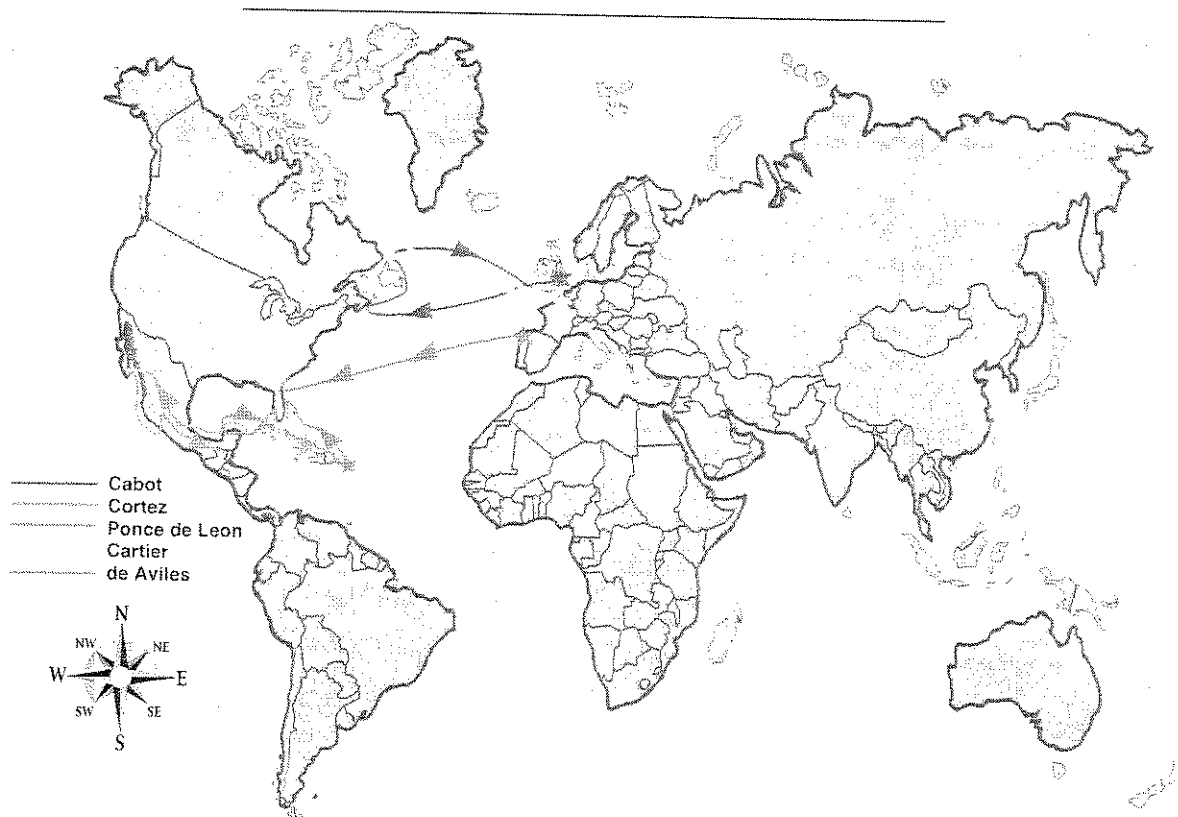 Cabot
Cortez
Ponce de Leon
Cartier
de Aviles
N
NW
NE
W
E
SW
SE
S